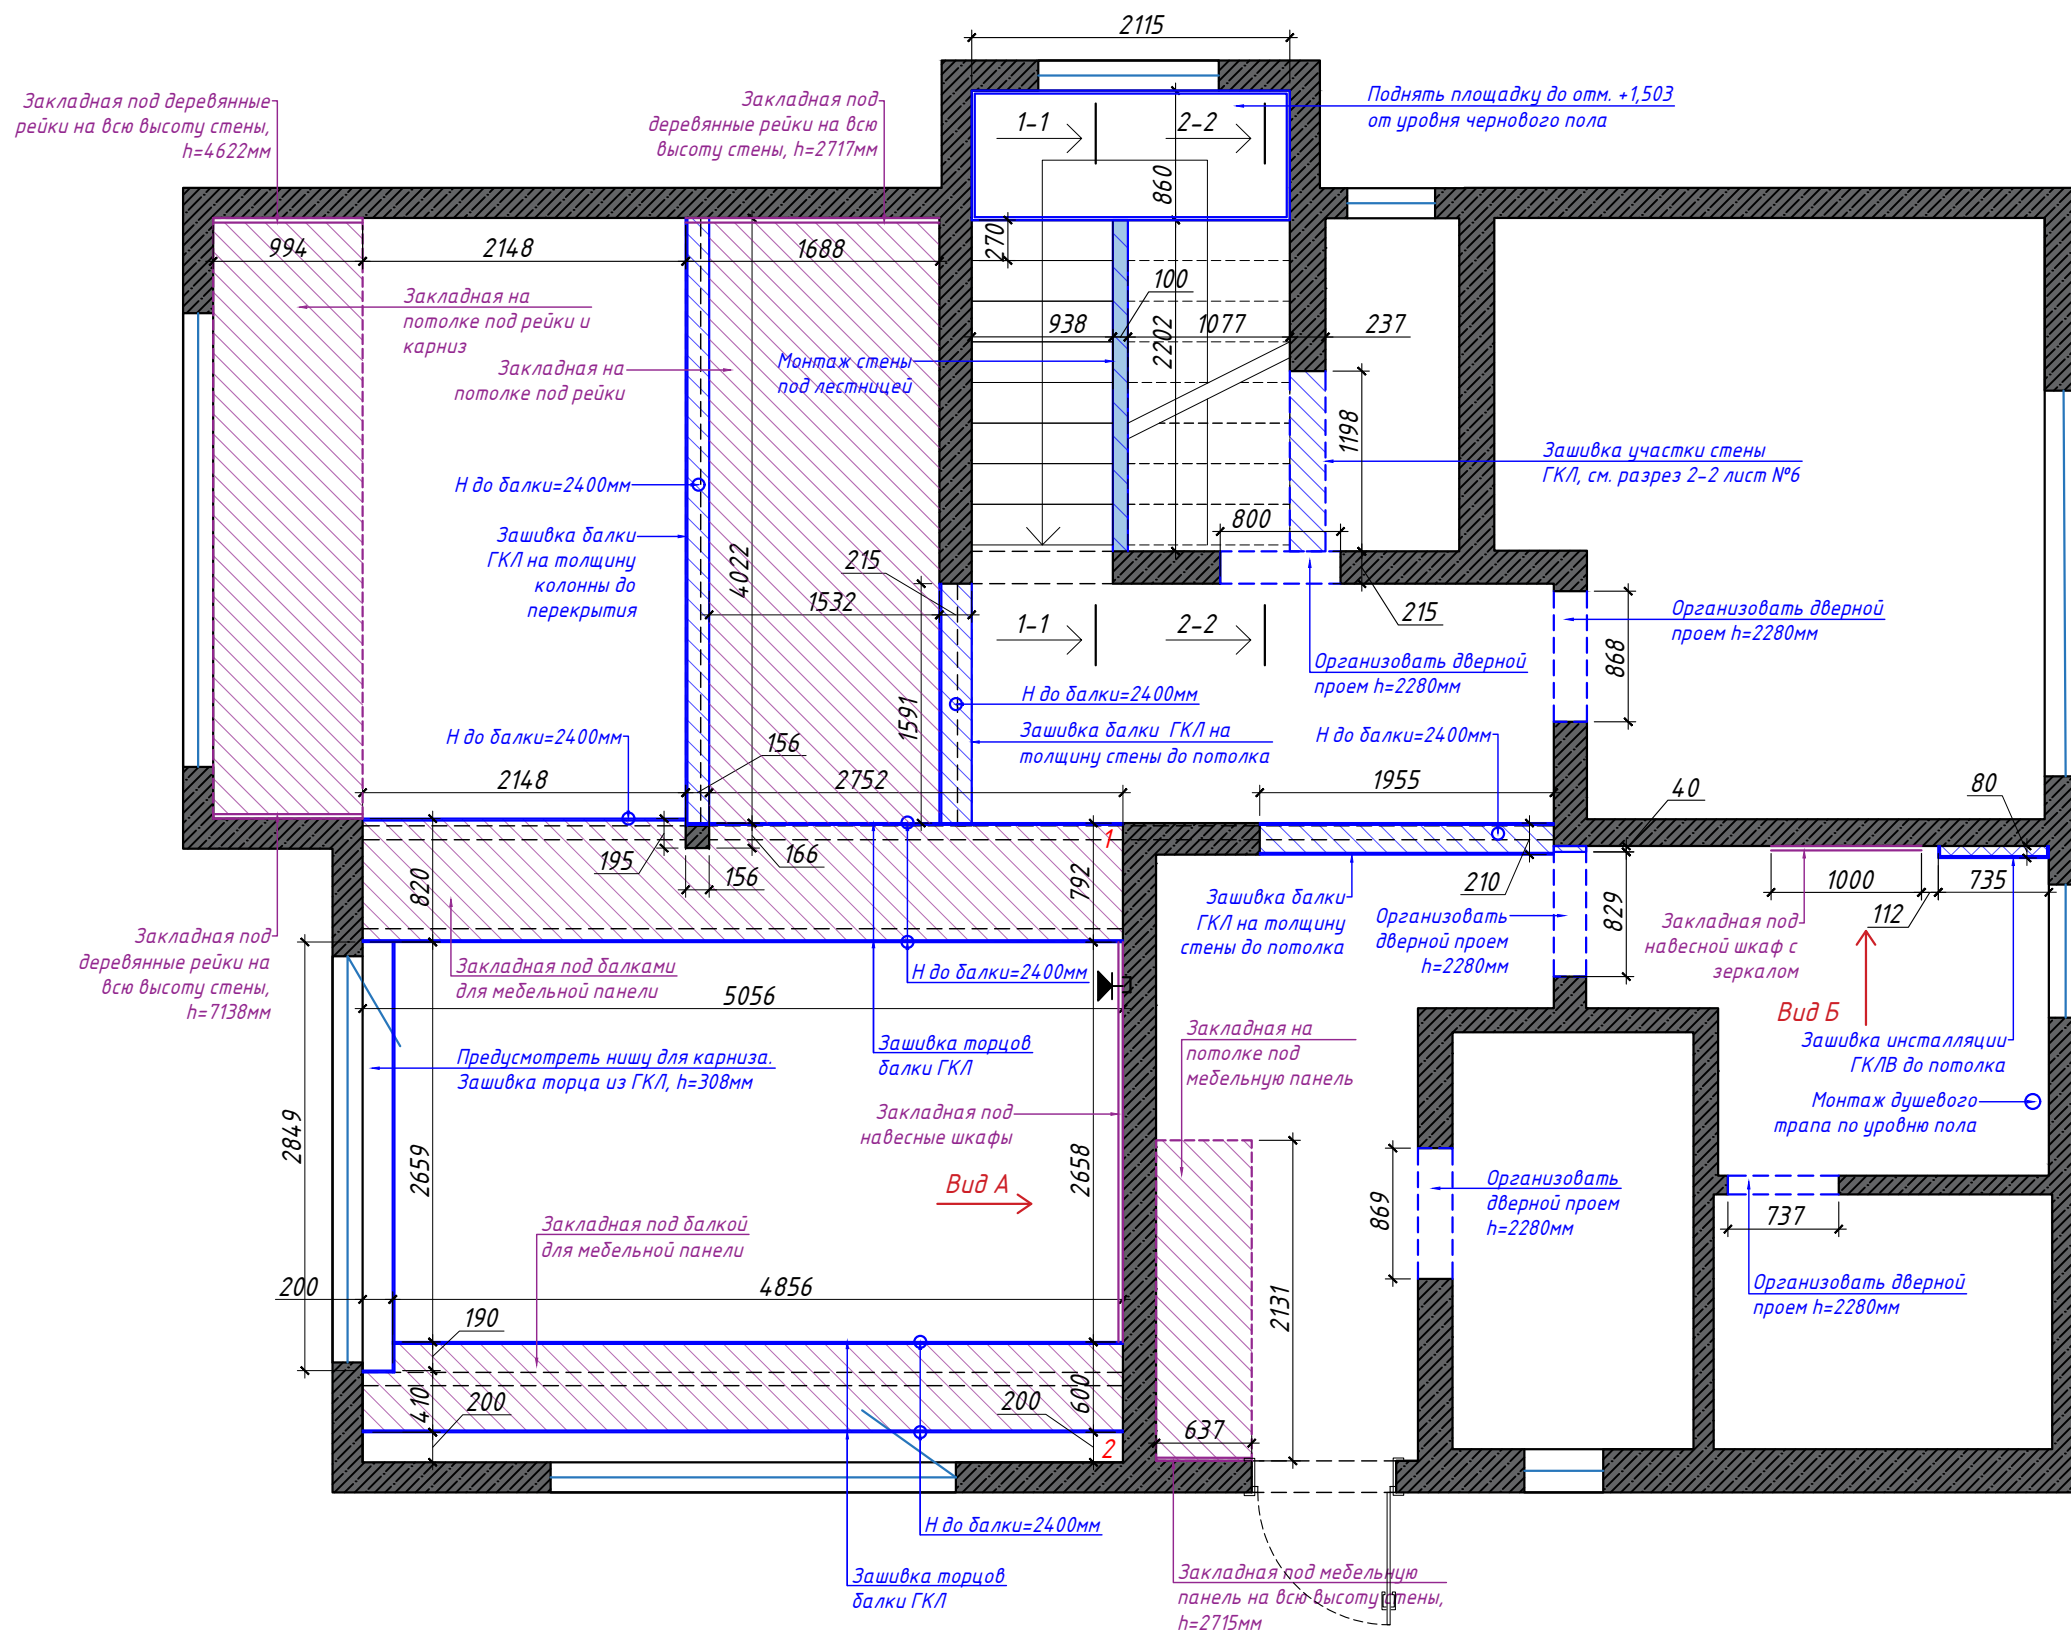 2115
Закладная под деревянные
рейки на всю высоту стены,
h=4622мм
Закладная под
деревянные рейки на всю
высоту стены, h=2717мм
Поднять площадку до отм. +1,503
от уровня чернового пола
1-1
2-2
860
994
2148
1688
270
100
Закладная на
потолке под рейки и
карниз
938
1077
237
2202
Монтаж стены
под лестницей
Закладная на
потолке под рейки
1198
Зашивка участки стены
ГКЛ, см. разрез 2-2 лист №6
Н до балки=2400мм
800
Зашивка балки
ГКЛ на толщину
колонны до
перекрытия
4022
215
1532
1-1
2-2
215
Организовать дверной
проем h=2280мм
868
Организовать дверной
проем h=2280мм
Н до балки=2400мм
1591
Зашивка балки ГКЛ на
толщину стены до потолка
Н до балки=2400мм
Н до балки=2400мм
156
2148
2752
1955
40
80
1
195
166
156
820
792
210
829
1000
735
112
Зашивка балки
ГКЛ на толщину
стены до потолка
Организовать
дверной проем
h=2280мм
Закладная под
навесной шкаф с
зеркалом
Закладная под
деревянные рейки на
всю высоту стены,
h=7138мм
Закладная под балками
для мебельной панели
Н до балки=2400мм
5056
Вид Б
Закладная на
потолке под
мебельную панель
Зашивка инсталляции
ГКЛВ до потолка
Предусмотреть нишу для карниза.
Зашивка торца из ГКЛ, h=308мм
Зашивка торцов
балки ГКЛ
Монтаж душевого
трапа по уровню пола
Закладная под
навесные шкафы
2849
2659
2658
Вид А
869
Организовать
дверной проем
h=2280мм
737
Закладная под балкой
для мебельной панели
200
4856
2131
Организовать дверной
проем h=2280мм
190
410
200
200
600
637
2
Н до балки=2400мм
Зашивка торцов
балки ГКЛ
Закладная под мебельную
панель на всю высоту стены,
h=2715мм